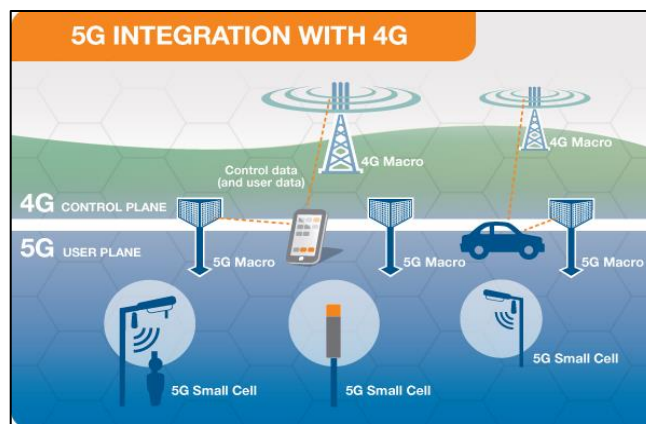 5G INTEGRATION WITH 4G
4G Macro
4G Macro
Control data
(and user data)
4G CONTROL PLANE
5G USER PLANE
5G Macro
5G Macro
5G Macro
5G Small Cell
5G Small Cell
5G Small Cell